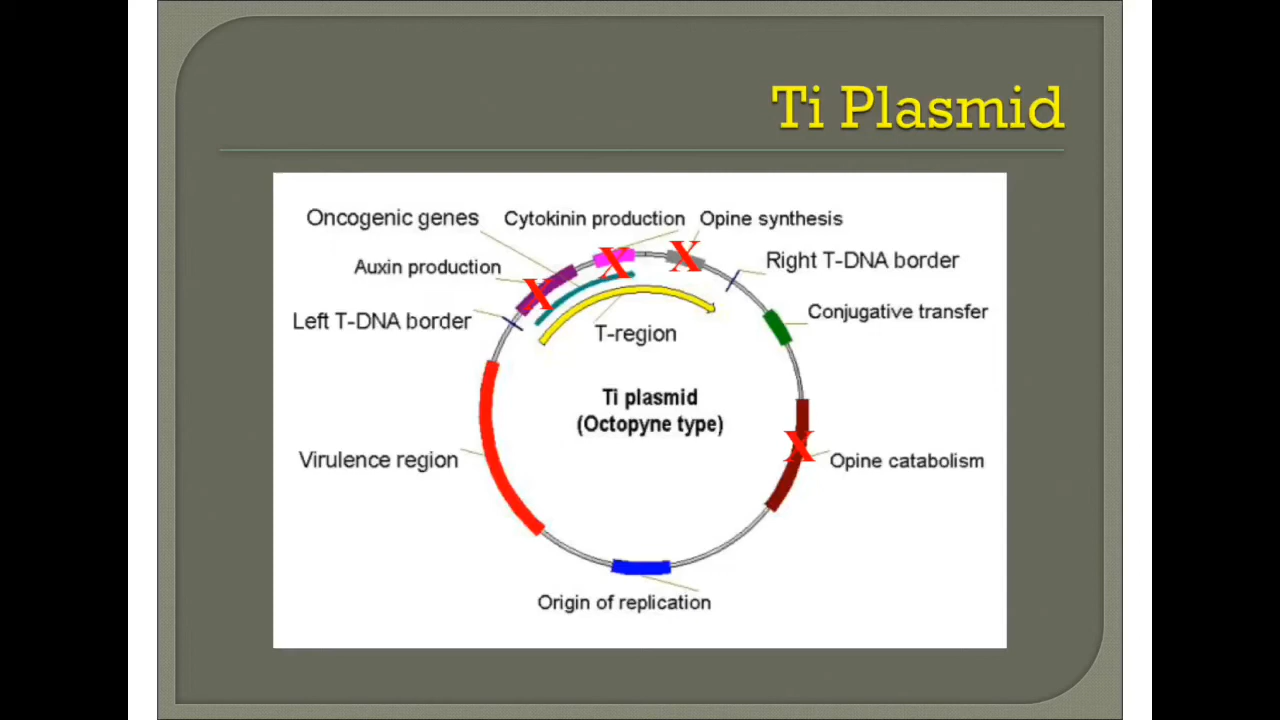 Ti Plasmid
Oncogenic genes
Cytokinin production
Opine synthesis
Auxin production
Right T-DNA border
Left T-DNA border
Conjugative transfer
T-region
Ti plasmid
(Octopyne type)
Virulence region
Opine catabolism
Origin of replication
X
X
X
X